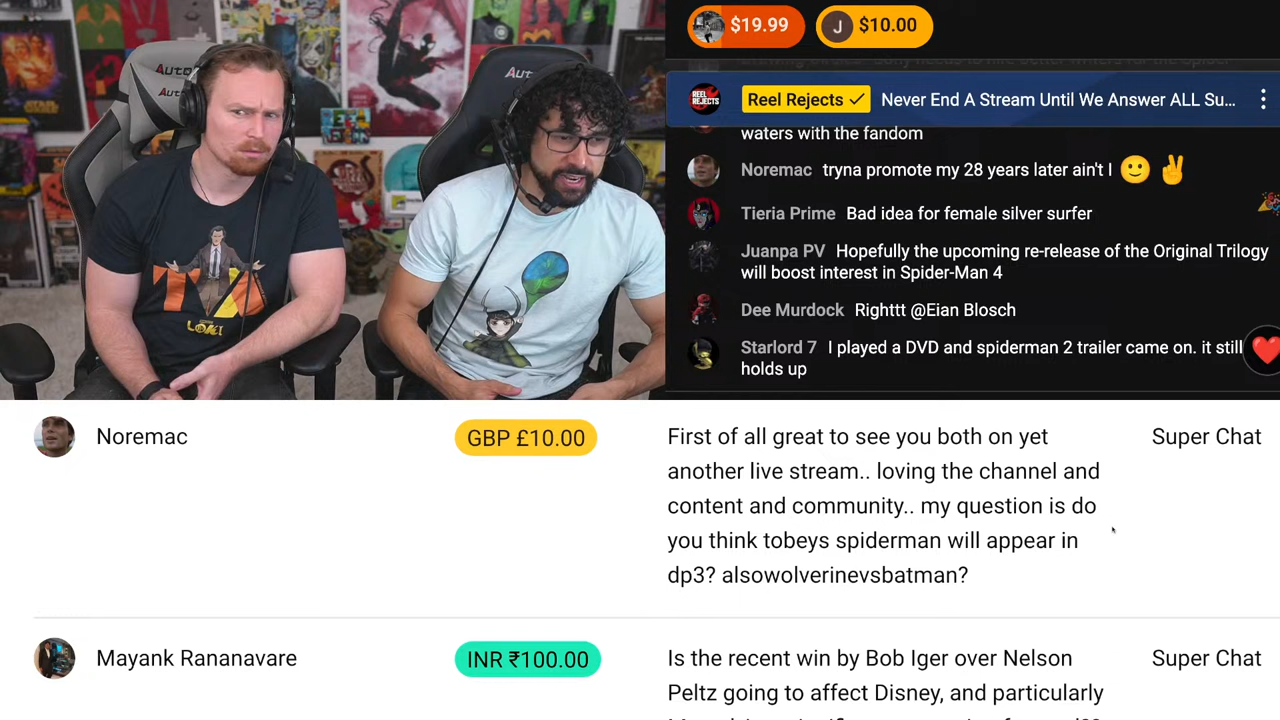 AUTO
AUTO
AUTO
TVA
LOKI
$19.99
J $10.00
REEL REJECTS
Reel Rejects Never End A Stream Until We Answer ALL Su...
waters with the fandom
Noremac tryna promote my 28 years later ain't I 🙂 ✌️
Tieria Prime Bad idea for female silver surfer
Juanpa PV Hopefully the upcoming re-release of the Original Trilogy
will boost interest in Spider-Man 4
Dee Murdock Righttt @Eian Blosch
Starlord 7 I played a DVD and spiderman 2 trailer came on. it still
holds up
Noremac GBP £10.00 First of all great to see you both on yet Super Chat
another live stream.. loving the channel and
content and community.. my question is do
you think tobeys spiderman will appear in
dp3? alsowolverinevsbatman?
Mayank Rananavare INR ₹100.00 Is the recent win by Bob Iger over Nelson Super Chat
Peltz going to affect Disney, and particularly